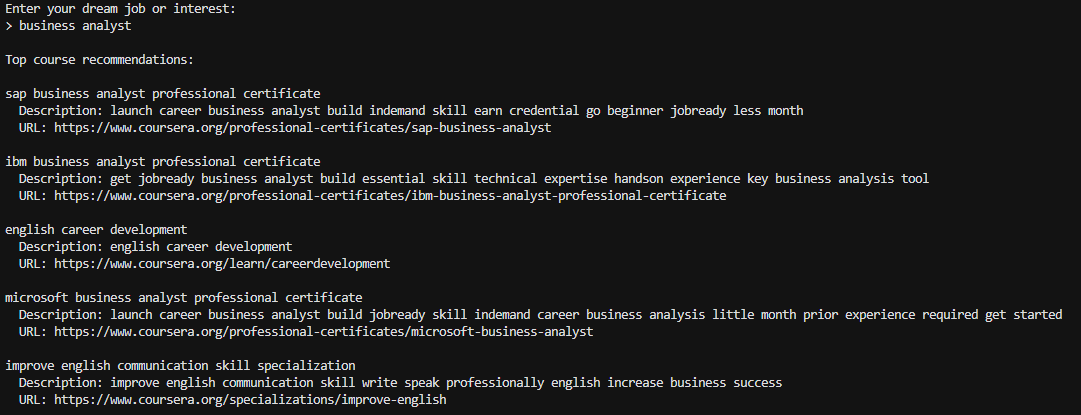 Enter your dream job or interest:
> business analyst
Top course recommendations:
sap business analyst professional certificate
Description: launch career business analyst build indemand skill earn credential go beginner jobready less month
URL: https://www.coursera.org/professional-certificates/sap-business-analyst
ibm business analyst professional certificate
Description: get jobready business analyst build essential skill technical expertise handson experience key business analysis tool
URL: https://www.coursera.org/professional-certificates/ibm-business-analyst-professional-certificate
english career development
Description: english career development
URL: https://www.coursera.org/learn/careerdevelopment
microsoft business analyst professional certificate
Description: launch career business analyst build jobready skill indemand career business analysis little month prior experience required get started
URL: https://www.coursera.org/professional-certificates/microsoft-business-analyst
improve english communication skill specialization
Description: improve english communication skill write speak professionally english increase business success
URL: https://www.coursera.org/specializations/improve-english